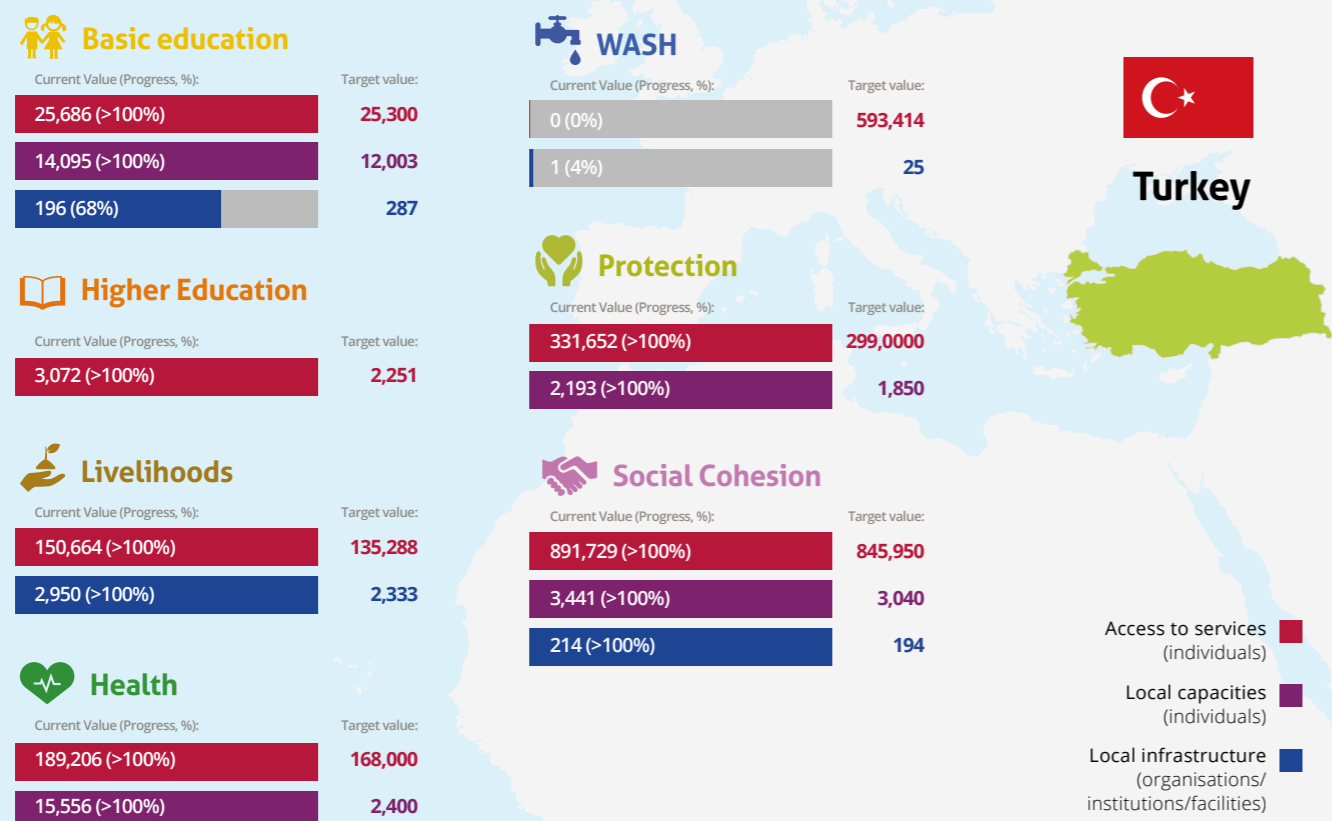 Basic education
Current Value (Progress, %): Target value:
25,686 (>100%) 25,300
14,095 (>100%) 12,003
196 (68%) 287
Higher Education
Current Value (Progress, %): Target value:
3,072 (>100%) 2,251
Livelihoods
Current Value (Progress, %): Target value:
150,664 (>100%) 135,288
2,950 (>100%) 2,333
Health
Current Value (Progress, %): Target value:
189,206 (>100%) 168,000
15,556 (>100%) 2,400
WASH
Current Value (Progress, %): Target value:
0 (0%) 593,414
1 (4%) 25
Protection
Current Value (Progress, %): Target value:
331,652 (>100%) 299,0000
2,193 (>100%) 1,850
Social Cohesion
Current Value (Progress, %): Target value:
891,729 (>100%) 845,950
3,441 (>100%) 3,040
214 (>100%) 194
Turkey
Access to services
(individuals)
Local capacities
(individuals)
Local infrastructure
(organisations/
institutions/facilities)